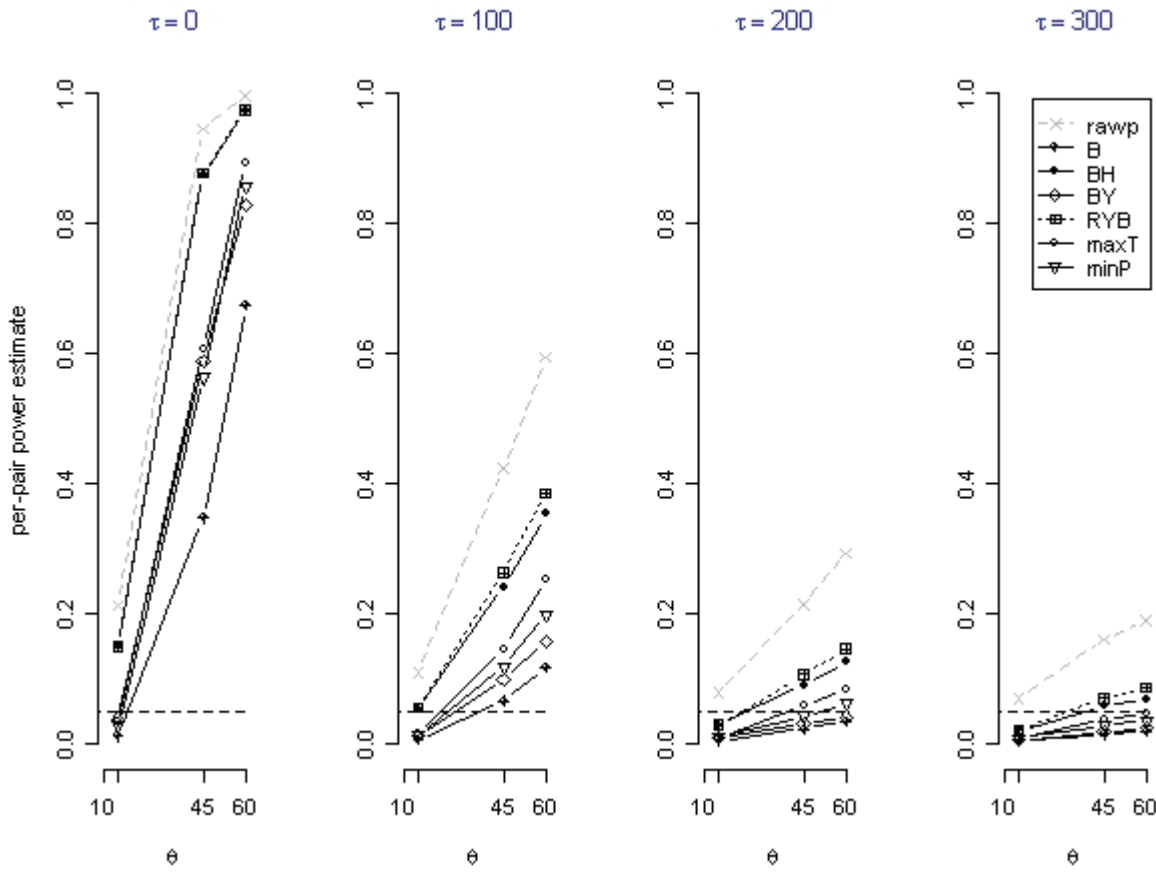 τ = 0
τ = 100
τ = 200
τ = 300
per-pair power estimate
0.0 0.2 0.4 0.6 0.8 1.0
0.0 0.2 0.4 0.6 0.8 1.0
0.0 0.2 0.4 0.6 0.8 1.0
0.0 0.2 0.4 0.6 0.8 1.0
rawp
B
BH
BY
RYB
maxT
minP
10 45 60
10 45 60
10 45 60
10 45 60
θ
θ
θ
θ